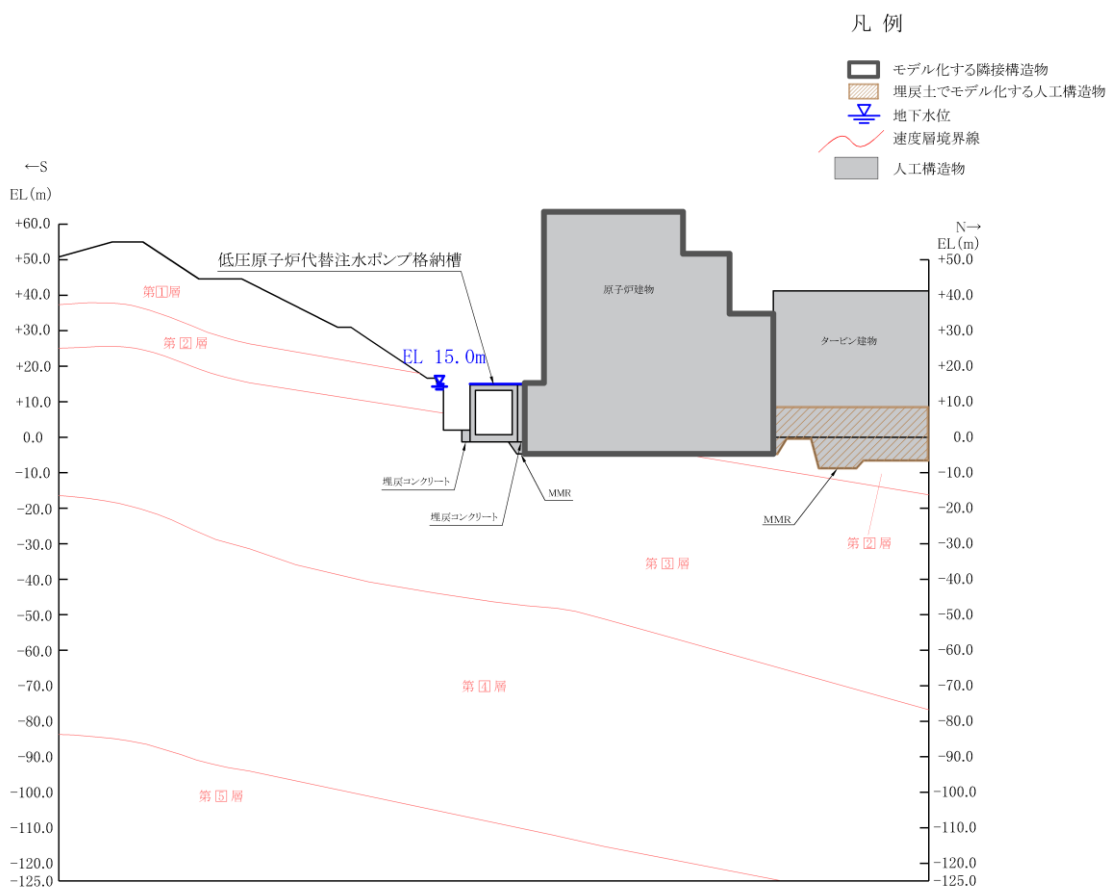 凡 例
モデル化する隣接構造物
埋戻土でモデル化する人工構造物
地下水位
速度層境界線
人工構造物
←S
EL(m)
+60.0
+50.0
+40.0
+30.0
+20.0
+10.0
0.0
-10.0
-20.0
-30.0
-40.0
-50.0
-60.0
-70.0
-80.0
-90.0
-100.0
-110.0
-120.0
-125.0
N→
EL(m)
+50.0
+40.0
+30.0
+20.0
+10.0
0.0
-10.0
-20.0
-30.0
-40.0
-50.0
-60.0
-70.0
-80.0
-90.0
-100.0
-110.0
-120.0
-125.0
低圧原子炉代替注水ポンプ格納槽
第1層
第2層
EL 15.0m
原子炉建物
タービン建物
埋戻コンクリート
埋戻コンクリート
MMR
MMR
第2層
第3層
第4層
第5層